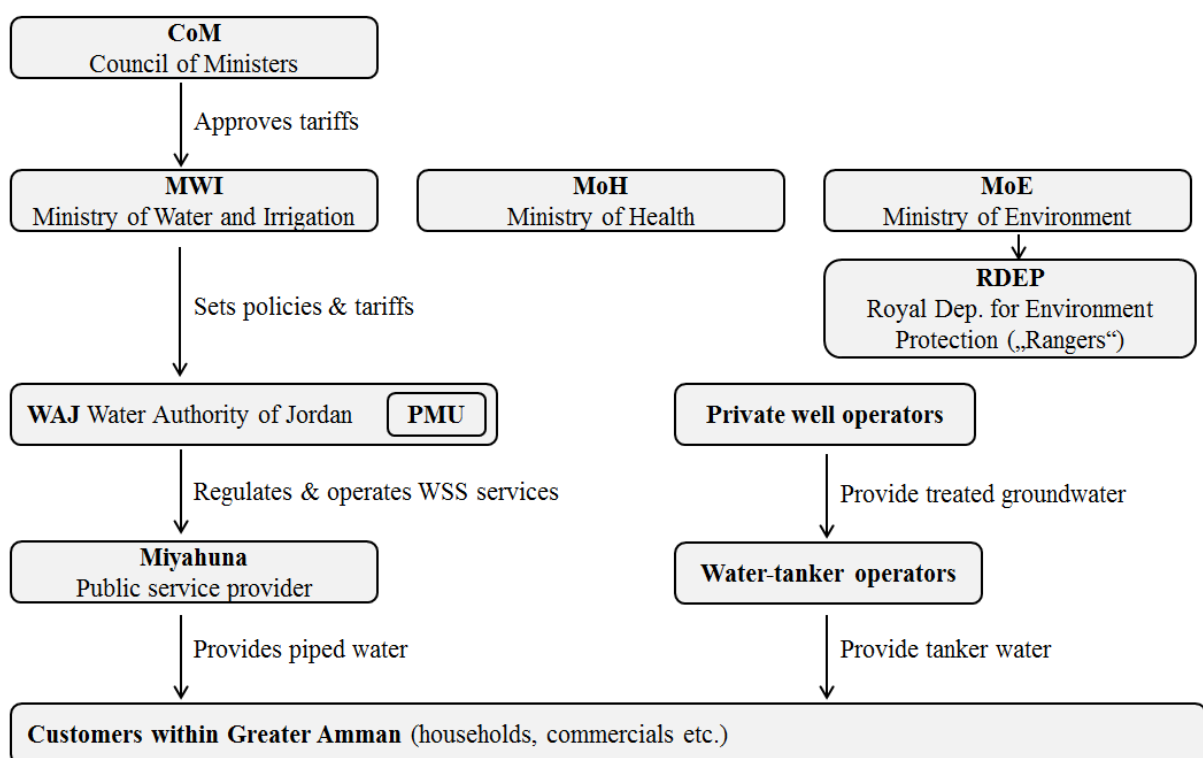 CoM
Council of Ministers
Approves tariffs
MWI
Ministry of Water and Irrigation
MoH
Ministry of Health
MoE
Ministry of Environment
RDEP
Royal Dep. for Environment
Protection („Rangers“)
Sets policies & tariffs
WAJ Water Authority of Jordan
PMU
Private well operators
Regulates & operates WSS services
Provide treated groundwater
Miyahuna
Public service provider
Water-tanker operators
Provides piped water
Provide tanker water
Customers within Greater Amman (households, commercials etc.)